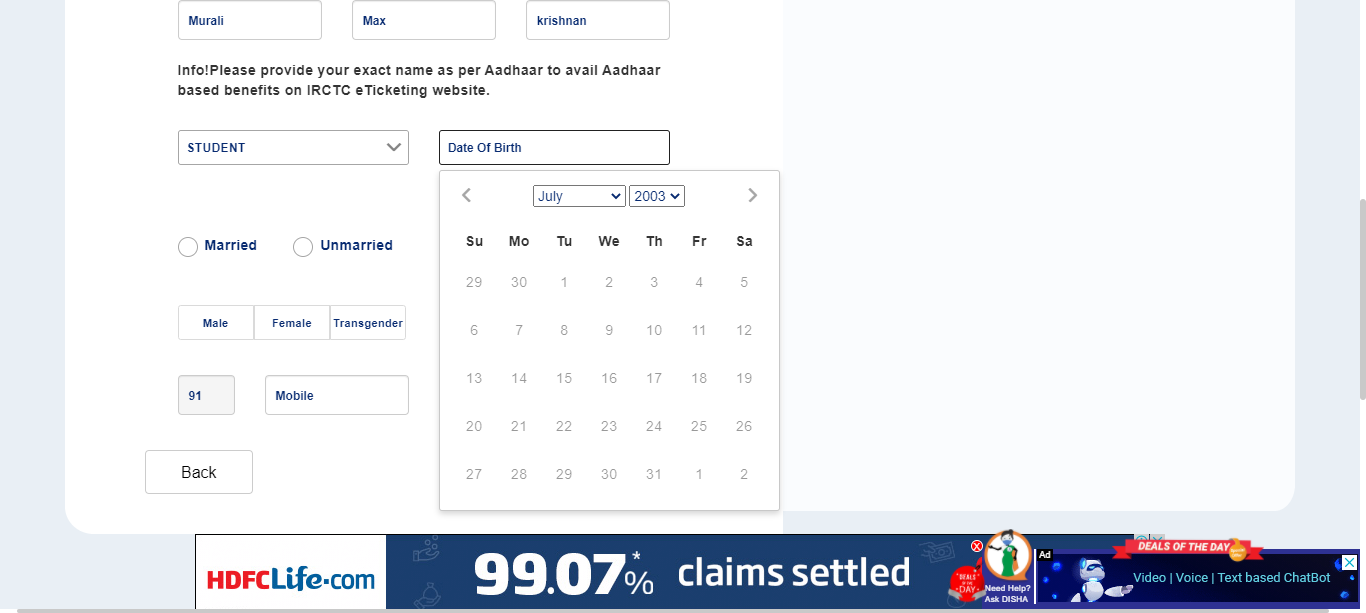 Murali Max krishnan
Info!Please provide your exact name as per Aadhaar to avail Aadhaar
based benefits on IRCTC eTicketing website.
STUDENT Date Of Birth
July 2003
Su Mo Tu We Th Fr Sa
29 30 1 2 3 4 5
6 7 8 9 10 11 12
13 14 15 16 17 18 19
20 21 22 23 24 25 26
27 28 29 30 31 1 2
Married Unmarried
Male Female Transgender
91 Mobile
Back
HDFCLife.com
99.07%* claims settled
DEALS OF THE DAY
Need Help?
Ask DISHA
Ad
DEALS OF THE DAY
Video | Voice | Text based ChatBot